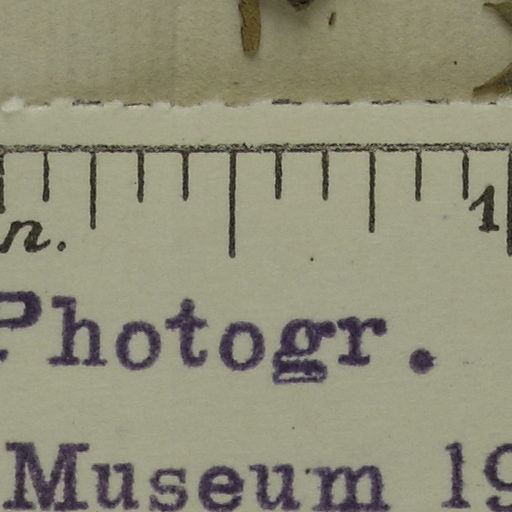 n. 1
Photogr.
Museum 19